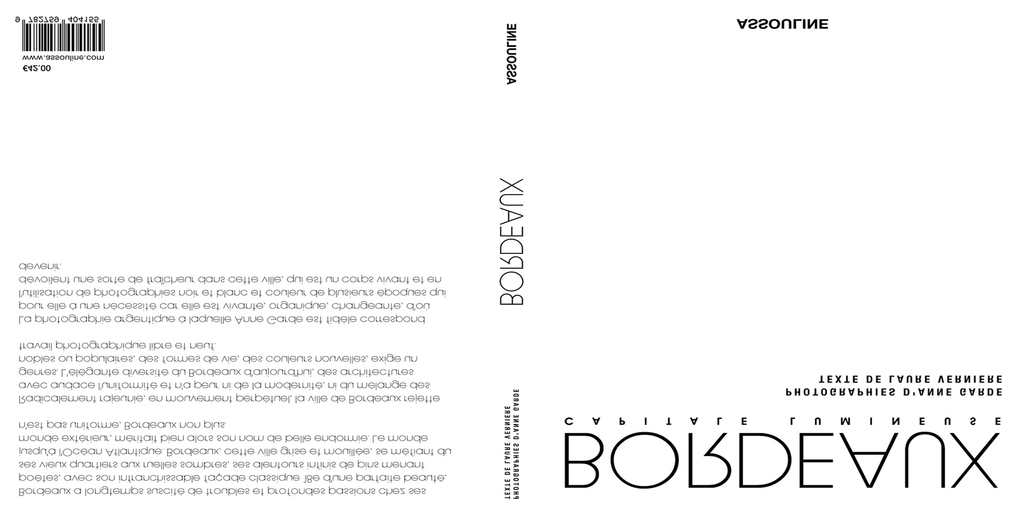 Bordeaux a longtemps suscité de troubles et profondes passions chez ses
poètes, avec son infranchissable façade classique 18e d'une parfaite beauté,
ses vieux quartiers aux ruelles sombres, ses alentours infinis de pins menant
jusqu'à l'Océan Atlantique. Bordeaux, cette ville grise et mouillée, se méfiant du
monde extérieur, méritait bien alors son nom de belle endormie. Le monde
n'est pas uniforme, Bordeaux non plus.
Radicalement rajeunie, en mouvement perpétuel, la ville de Bordeaux rejette
avec audace l'uniformité et n'a peur ni de la modernité, ni du mélange des
genres. L'élégante diversité du Bordeaux d'aujourd'hui, des architectures
nobles ou populaires, des formes de vie, des couleurs nouvelles, exige un
travail photographique libre et neuf.
La photographie argentique à laquelle Anne Garde est fidèle correspond
pour elle à une nécessité car elle est vivante, organique, changeante, d'où
l'utilisation de photographies noir et blanc et couleur de plusieurs époques qui
dévoilent une sorte de fraîcheur dans cette ville, qui est un corps vivant et en
devenir.
€42.00
www.assouline.com
9 782759 404155
TEXTE DE LAURE VERNIERE
PHOTOGRAPHIES D'ANNE GARDE
BORDEAUX
ASSOULINE
BORDEAUX
CAPITALE LUMINEUSE
PHOTOGRAPHIES D'ANNE GARDE
TEXTE DE LAURE VERNIERE
ASSOULINE